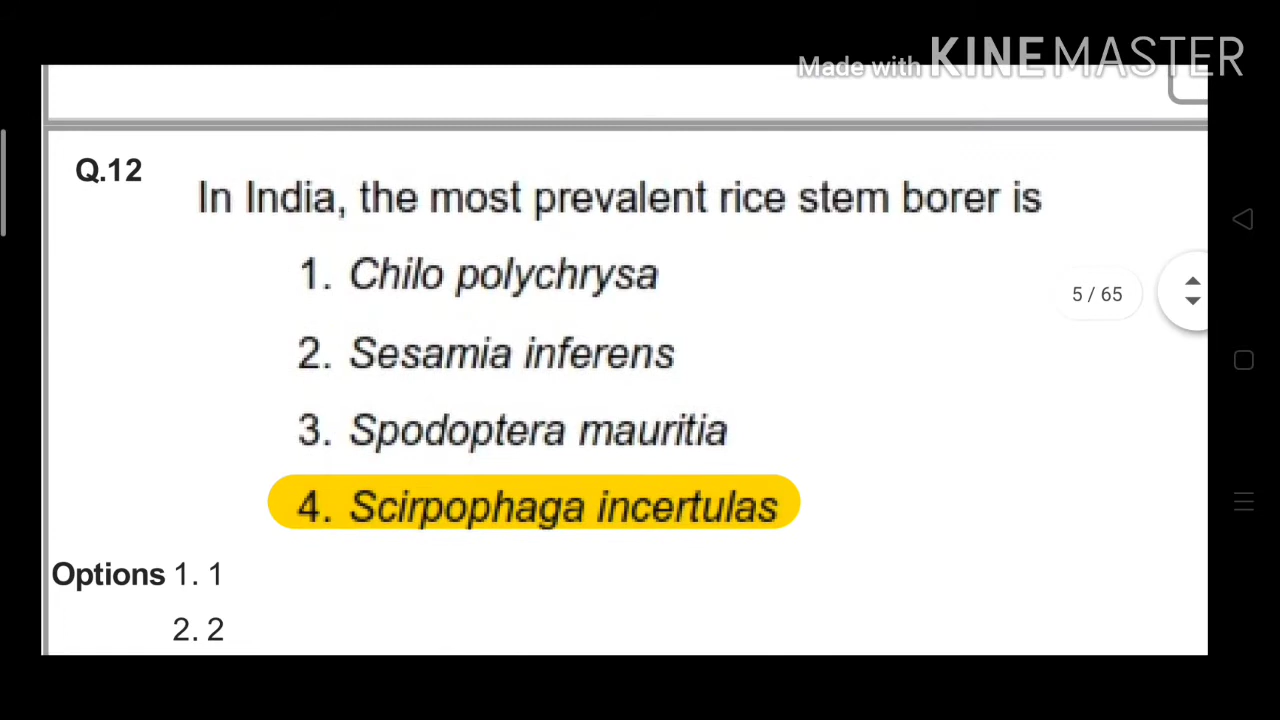 Made with KINEMASTER
Q.12
In India, the most prevalent rice stem borer is
1. Chilo polychrysa
5 / 65
2. Sesamia inferens
3. Spodoptera mauritia
4. Scirpophaga incertulas
Options 1. 1
2. 2